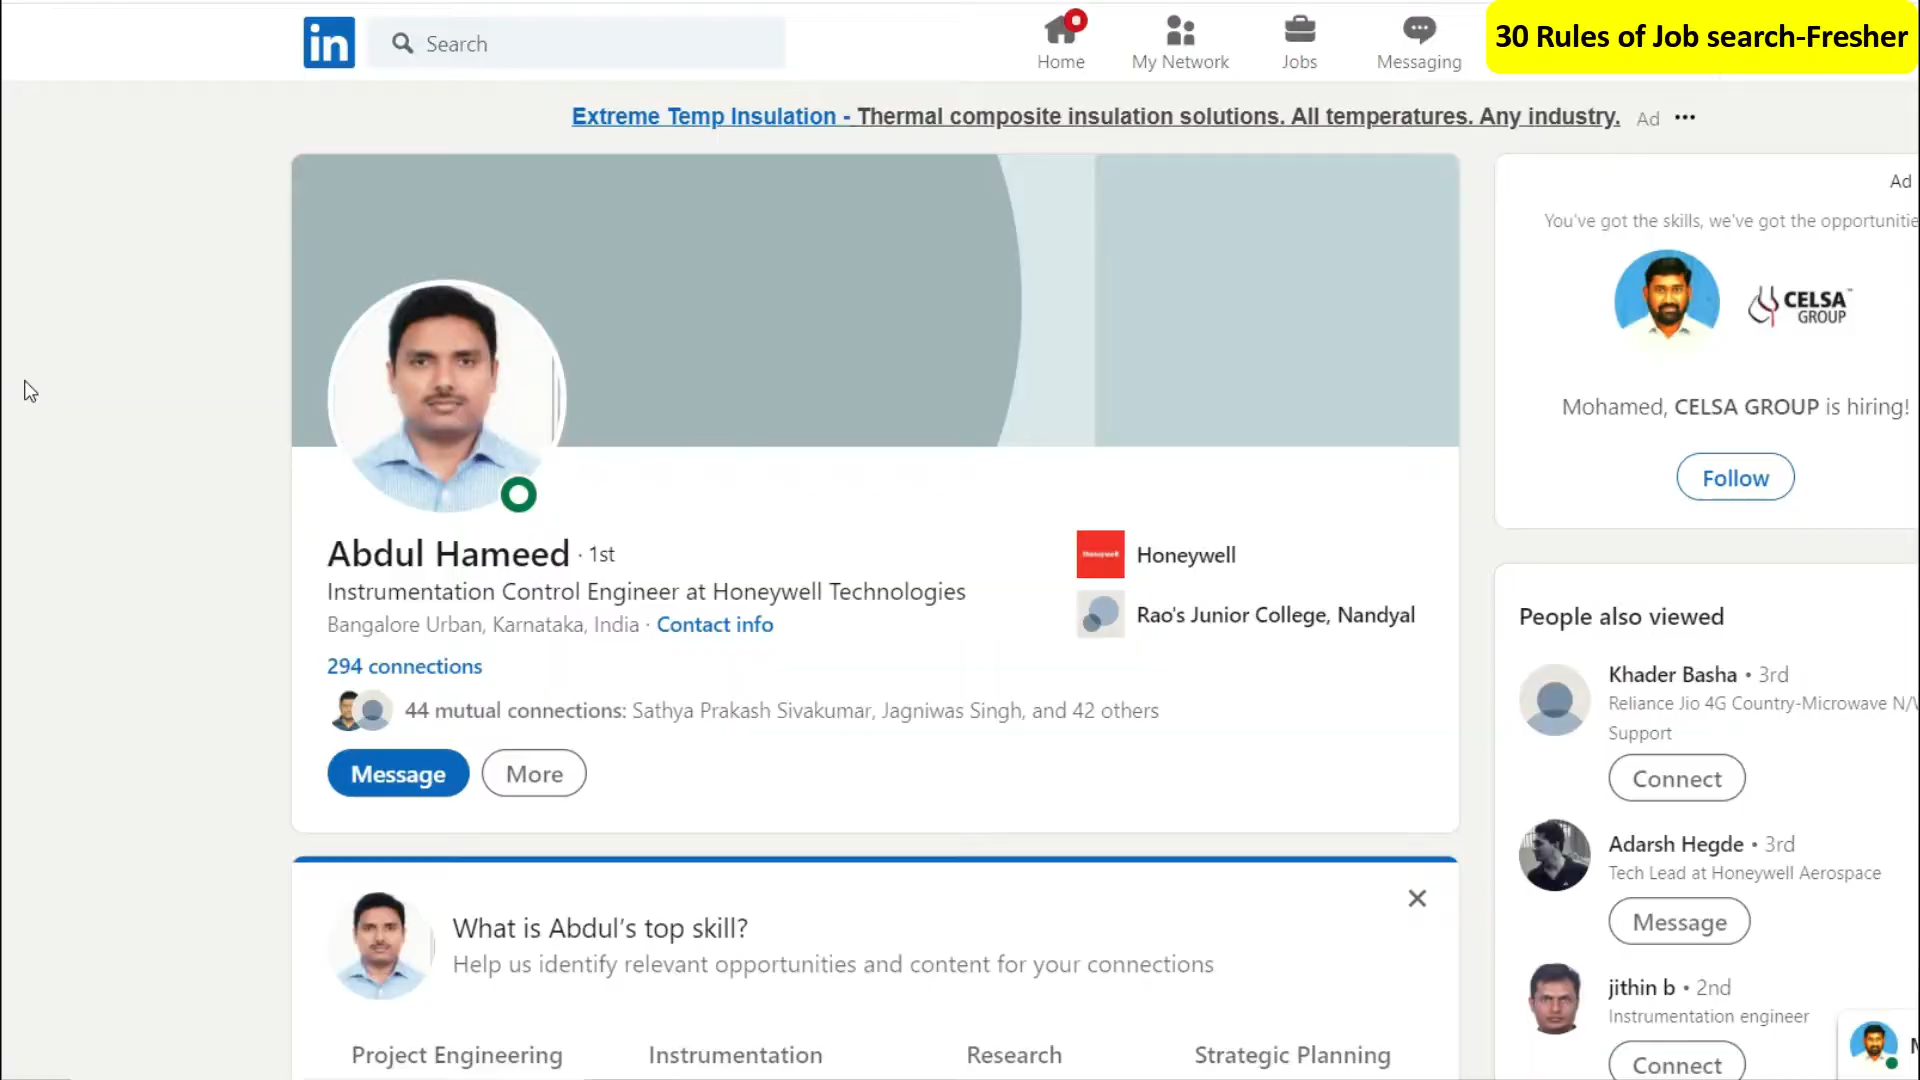 in
Search
Home
My Network
Jobs
Messaging
30 Rules of Job search-Fresher
Extreme Temp Insulation - Thermal composite insulation solutions. All temperatures. Any industry. Ad
Ad
You've got the skills, we've got the opportunitie
CELSA
GROUP
Mohamed, CELSA GROUP is hiring!
Follow
Abdul Hameed · 1st
Instrumentation Control Engineer at Honeywell Technologies
Bangalore Urban, Karnataka, India · Contact info
294 connections
44 mutual connections: Sathya Prakash Sivakumar, Jagniwas Singh, and 42 others
Message
More
Honeywell
Honeywell
Rao's Junior College, Nandyal
People also viewed
Khader Basha • 3rd
Reliance Jio 4G Country-Microwave N/
Support
Connect
Adarsh Hegde • 3rd
Tech Lead at Honeywell Aerospace
Message
jithin b • 2nd
Instrumentation engineer
Connect
What is Abdul's top skill?
Help us identify relevant opportunities and content for your connections
Project Engineering
Instrumentation
Research
Strategic Planning